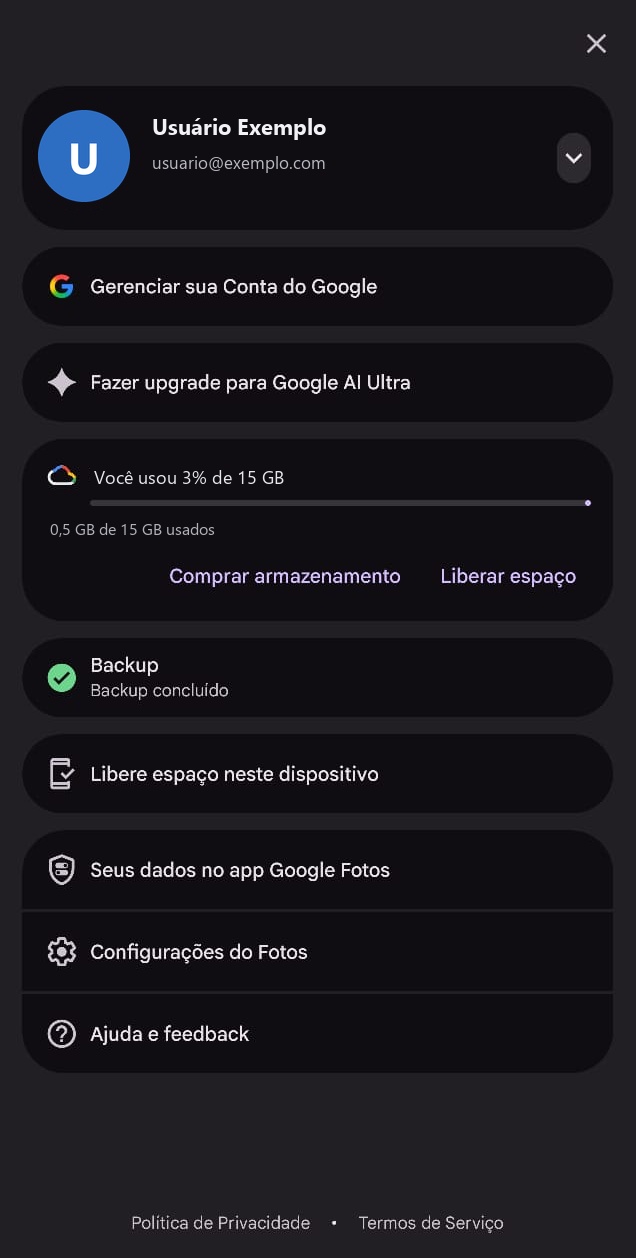 Usuário Exemplo
U
usuario@exemplo.com
Gerenciar sua Conta do Google
Fazer upgrade para Google AI Ultra
Você usou 3% de 15 GB
0,5 GB de 15 GB usados
Comprar armazenamento Liberar espaço
Backup
Backup concluído
Libere espaço neste dispositivo
Seus dados no app Google Fotos
Configurações do Fotos
Ajuda e feedback
Política de Privacidade • Termos de Serviço